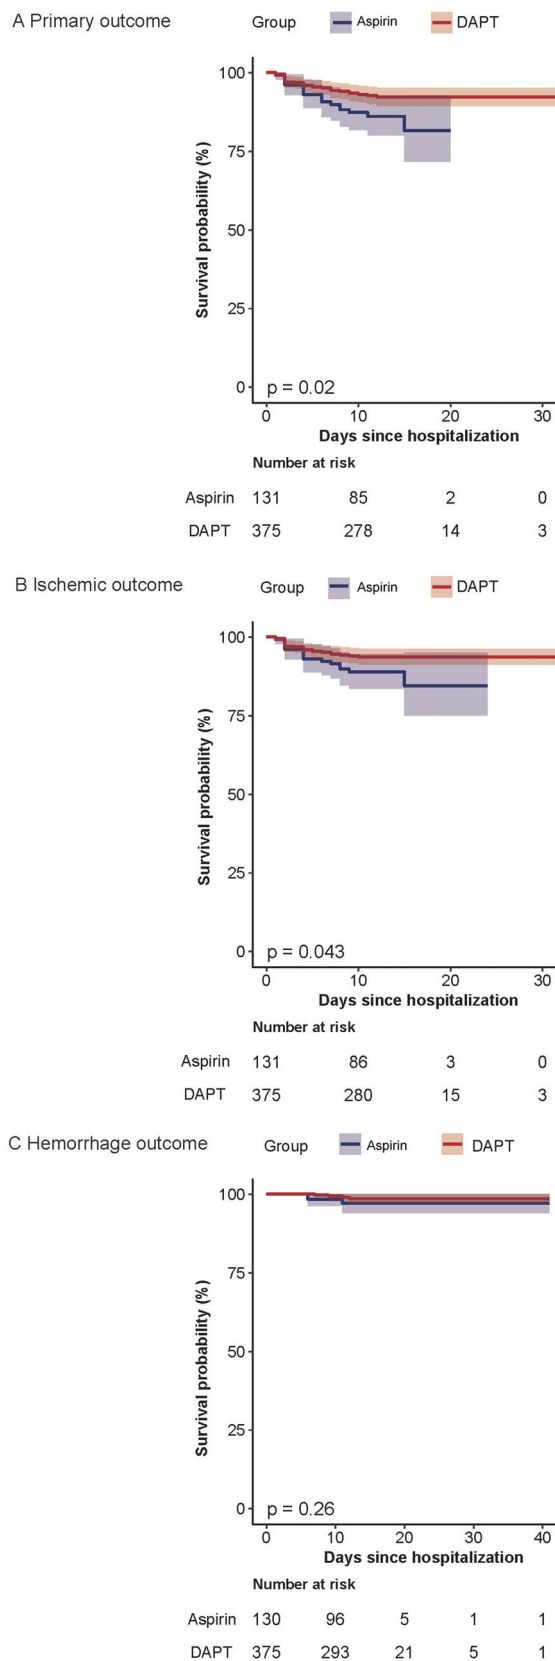 A Primary outcome Group Aspirin DAPT
100
75
50
25
0
Survival probability (%)
p = 0.02
0 10 20 30
Days since hospitalization
Number at risk
Aspirin 131 85 2 0
DAPT 375 278 14 3
B Ischemic outcome Group Aspirin DAPT
100
75
50
25
0
Survival probability (%)
p = 0.043
0 10 20 30
Days since hospitalization
Number at risk
Aspirin 131 86 3 0
DAPT 375 280 15 3
C Hemorrhage outcome Group Aspirin DAPT
100
75
50
25
0
Survival probability (%)
p = 0.26
0 10 20 30 40
Days since hospitalization
Number at risk
Aspirin 130 96 5 1 1
DAPT 375 293 21 5 1